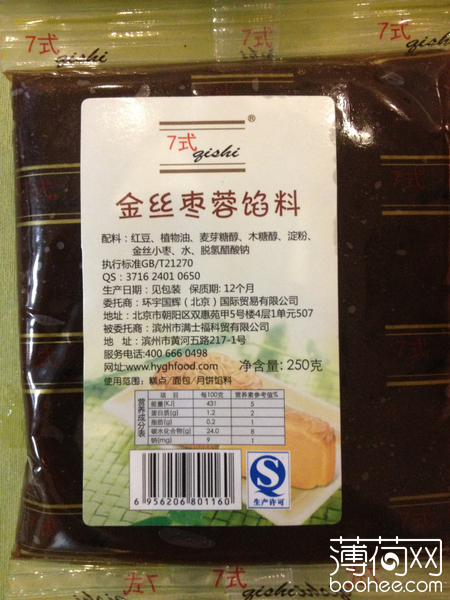 7式
qishi
7式
qishi
7式
qishi
®
金丝枣蓉馅料
配料：红豆、植物油、麦芽糖醇、木糖醇、淀粉、
金丝小枣、水、脱氢醋酸钠
执行标准GB/T21270
QS：3716 2401 0650
生产日期：见包装 保质期：12个月
委托商：环宇国辉（北京）国际贸易有限公司
地址：北京市朝阳区双惠苑甲5号楼4层1单元507
被委托商：滨州市满士福科贸有限公司
地 址：滨州市黄河五路217-1号
服务电话:400 666 0498
网址:www.hyghfood.com 净含量: 250克
使用范围：糕点/面包/月饼馅料
营养成分表
项 目 每100克 营养素参考值%
能量(KJ) 431 5
蛋白质(g) 1.2 2
脂肪(g) 0.2 1
碳水化合物(g) 24.0 8
钠(mg) 9 1
QS
生产许可
6 956206 801160
薄荷网
boohee.com
7式
qishi
7式